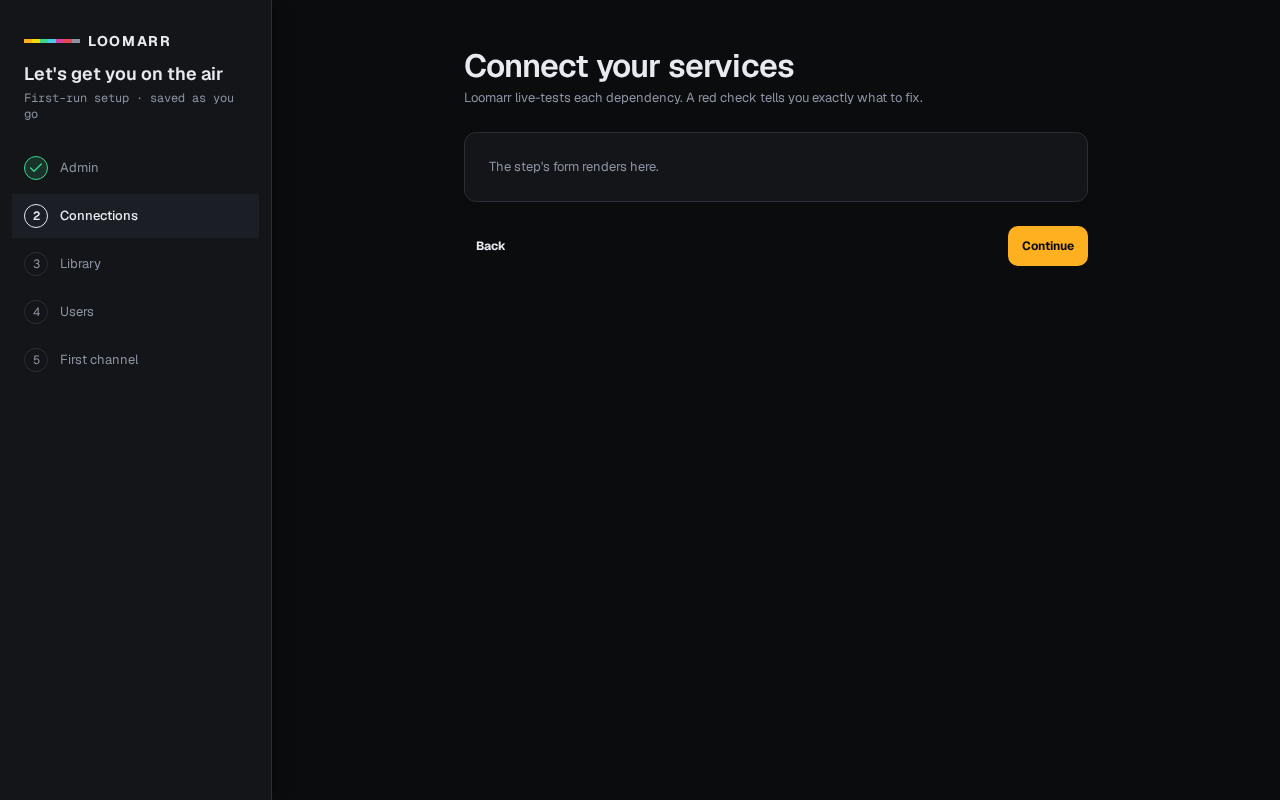 LOOMARR
Let's get you on the air
First-run setup · saved as you
go
Admin
2 Connections
3 Library
4 Users
5 First channel
Connect your services
Loomarr live-tests each dependency. A red check tells you exactly what to fix.
The step's form renders here.
Back
Continue